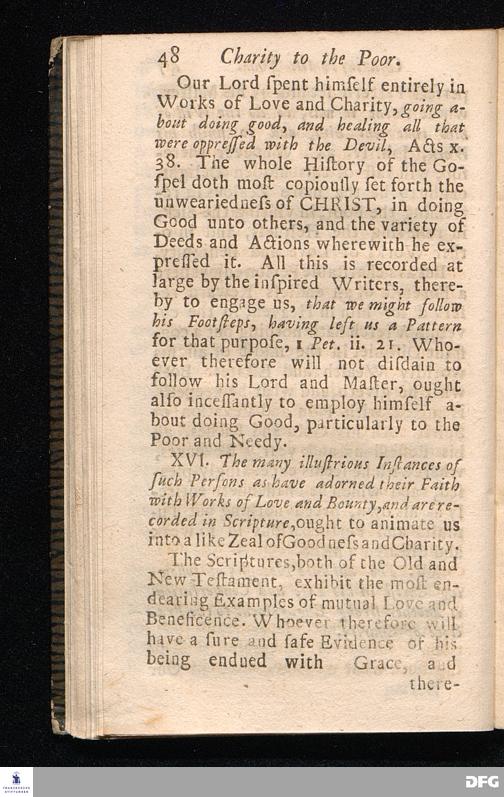 48 Charity to the Poor.
Our Lord ſpent himſelf entirely in
Works of Love and Charity, going a-
bout doing good, and healing all that
were oppreſſed with the Devil, Acts x.
38. The whole Hiſtory of the Go-
ſpel doth moſt copiouſly ſet forth the
unweariedneſs of CHRIST, in doing
Good unto others, and the variety of
Deeds and Actions wherewith he ex-
preſſed it. All this is recorded at
large by the inſpired Writers, there-
by to engage us, that we might follow
his Footſteps, having left us a Pattern
for that purpoſe, 1 Pet. ii. 21. Who-
ever therefore will not diſdain to
follow his Lord and Maſter, ought
alſo inceſſantly to employ himſelf a-
bout doing Good, particularly to the
Poor and Needy.
XVI. The many illuſtrious Inſtances of
ſuch Perſons as have adorned their Faith
with Works of Love and Bounty, and are re-
corded in Scripture, ought to animate us
into a like Zeal of Goodneſs and Charity.
The Scriptures, both of the Old and
New Teſtament, exhibit the moſt en-
dearing Examples of mutual Love and
Beneficence. Whoever therefore will
have a ſure and ſafe Evidence of his
being endued with Grace, and
there-
FRANCKESCHE
STIFTUNGEN
DFG